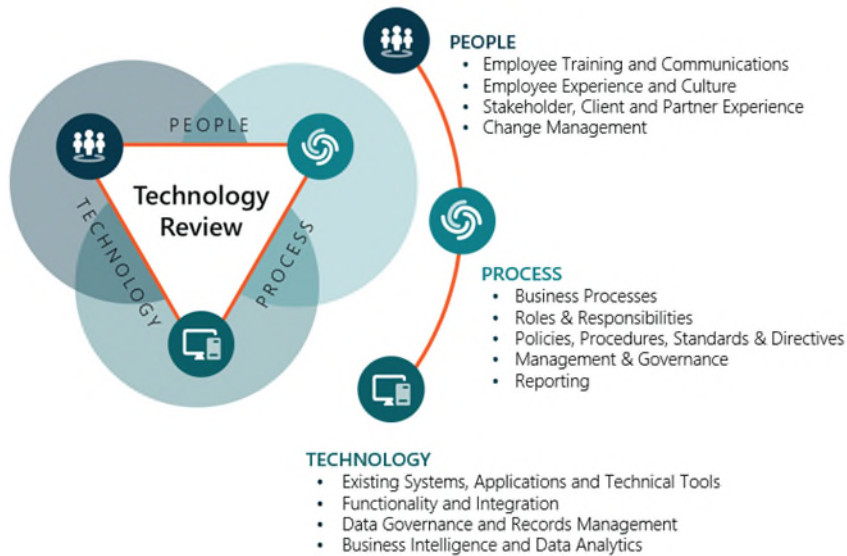 PEOPLE
TECHNOLOGY
PROCESS
Technology
Review
PEOPLE
• Employee Training and Communications
• Employee Experience and Culture
• Stakeholder, Client and Partner Experience
• Change Management
PROCESS
• Business Processes
• Roles & Responsibilities
• Policies, Procedures, Standards & Directives
• Management & Governance
• Reporting
TECHNOLOGY
• Existing Systems, Applications and Technical Tools
• Functionality and Integration
• Data Governance and Records Management
• Business Intelligence and Data Analytics